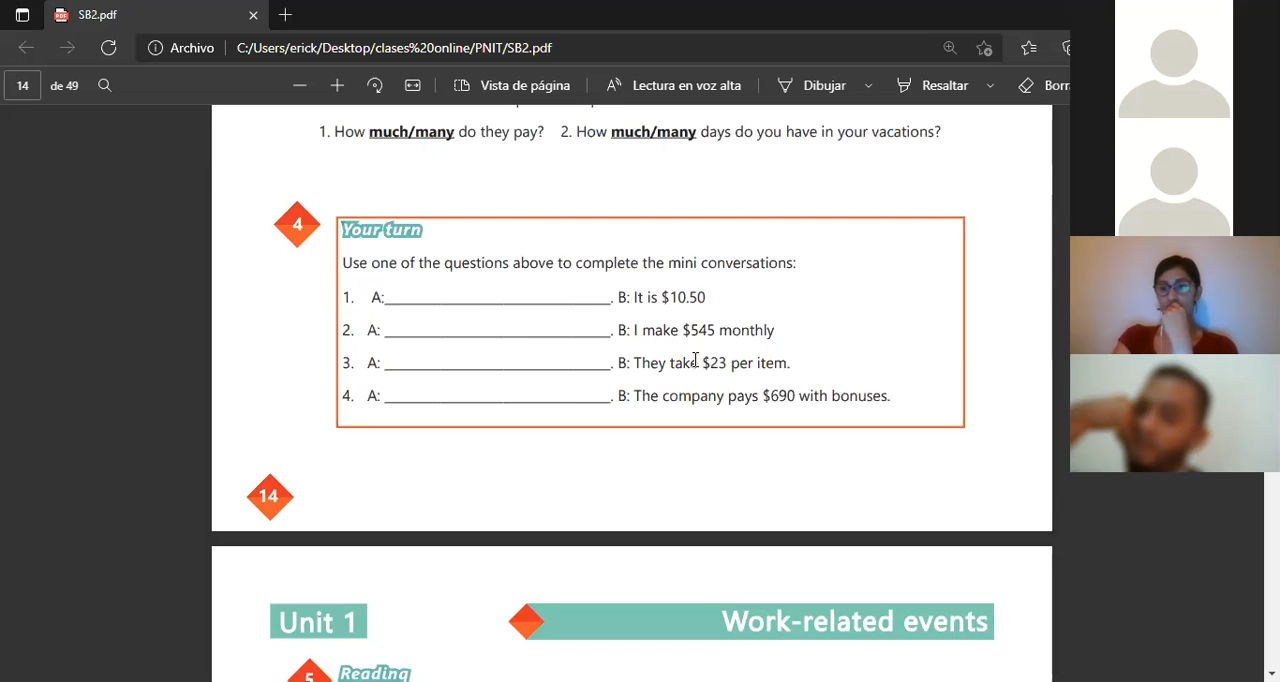 SB2.pdf
Archivo C:/Users/erick/Desktop/clases%20online/PNIT/SB2.pdf
14 de 49 Vista de página Lectura en voz alta Dibujar Resaltar
1. How much/many do they pay? 2. How much/many days do you have in your vacations?
4
Your turn
Use one of the questions above to complete the mini conversations:
1. A:__________________________. B: It is $10.50
2. A: __________________________. B: I make $545 monthly
3. A: __________________________. B: They take $23 per item.
4. A: __________________________. B: The company pays $690 with bonuses.
14
Unit 1 Work-related events
5 Reading